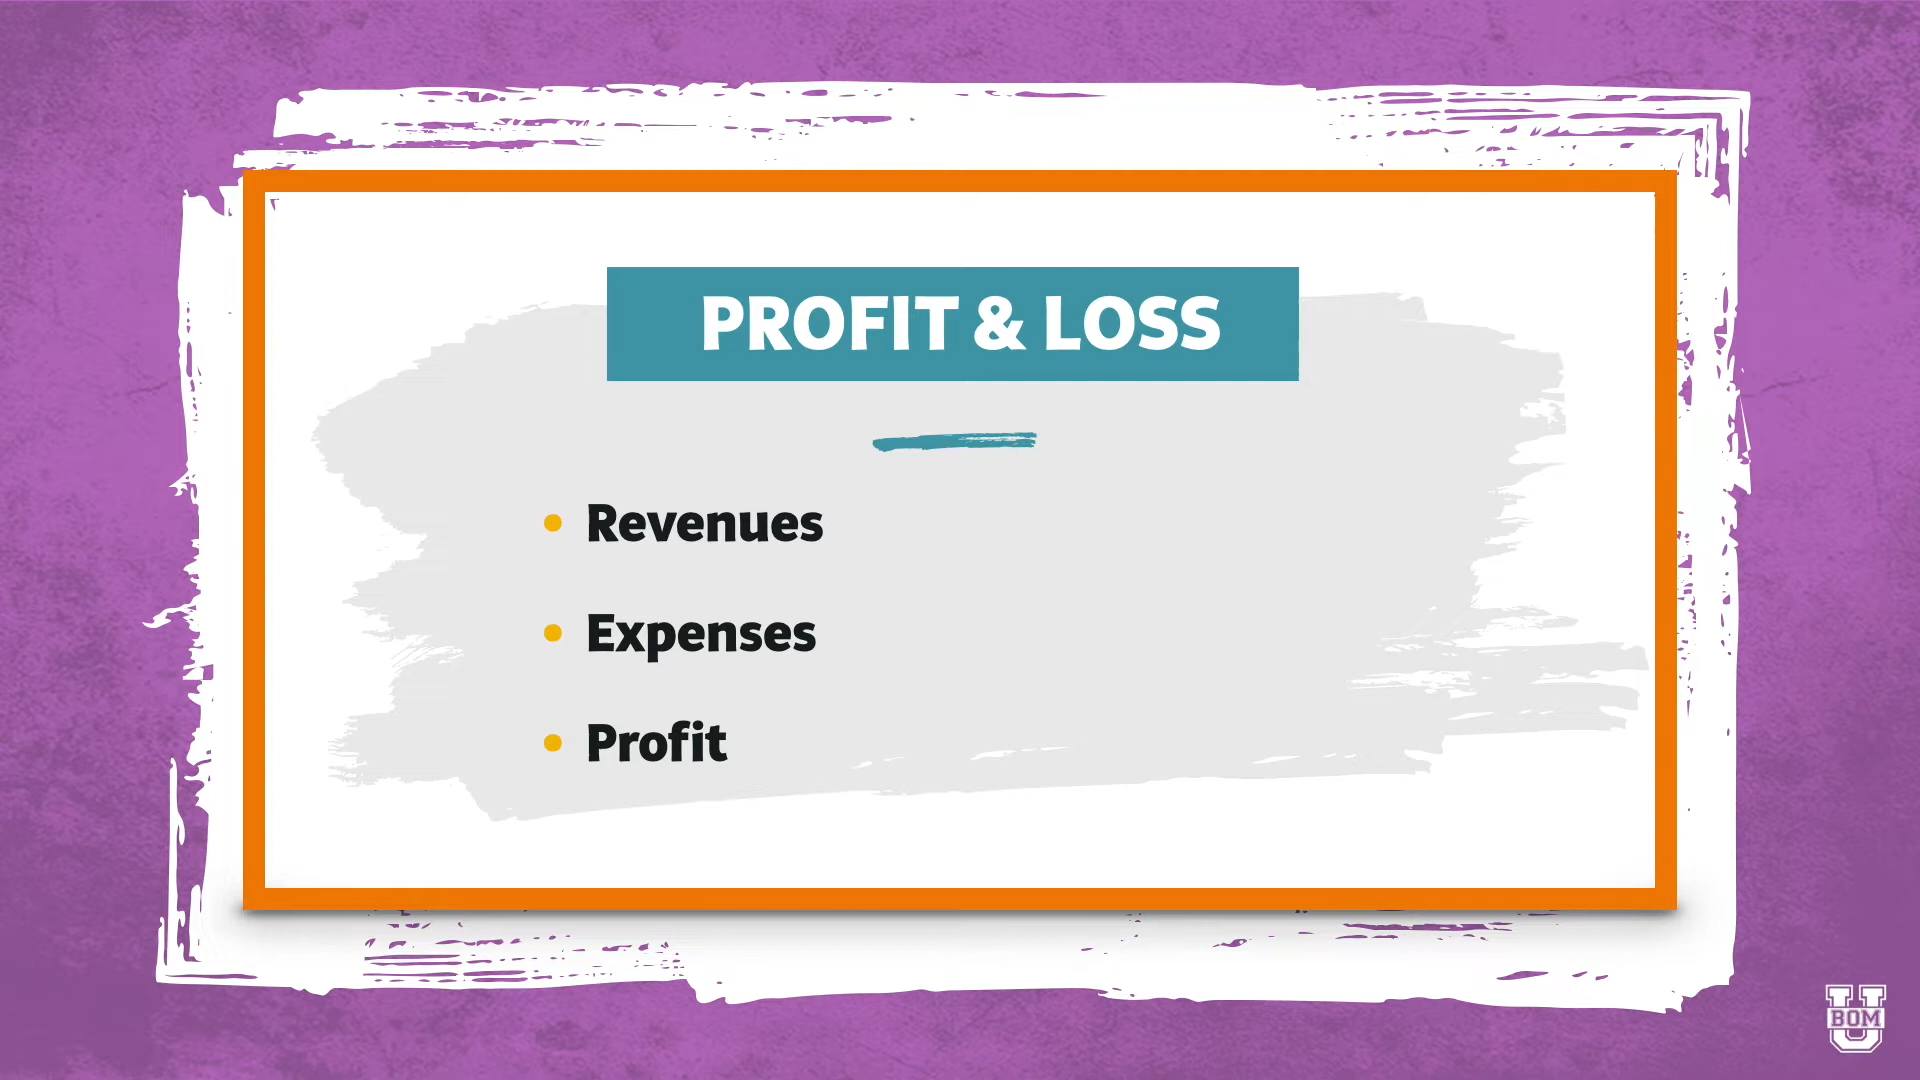 PROFIT & LOSS
• Revenues
• Expenses
• Profit
U
BOM